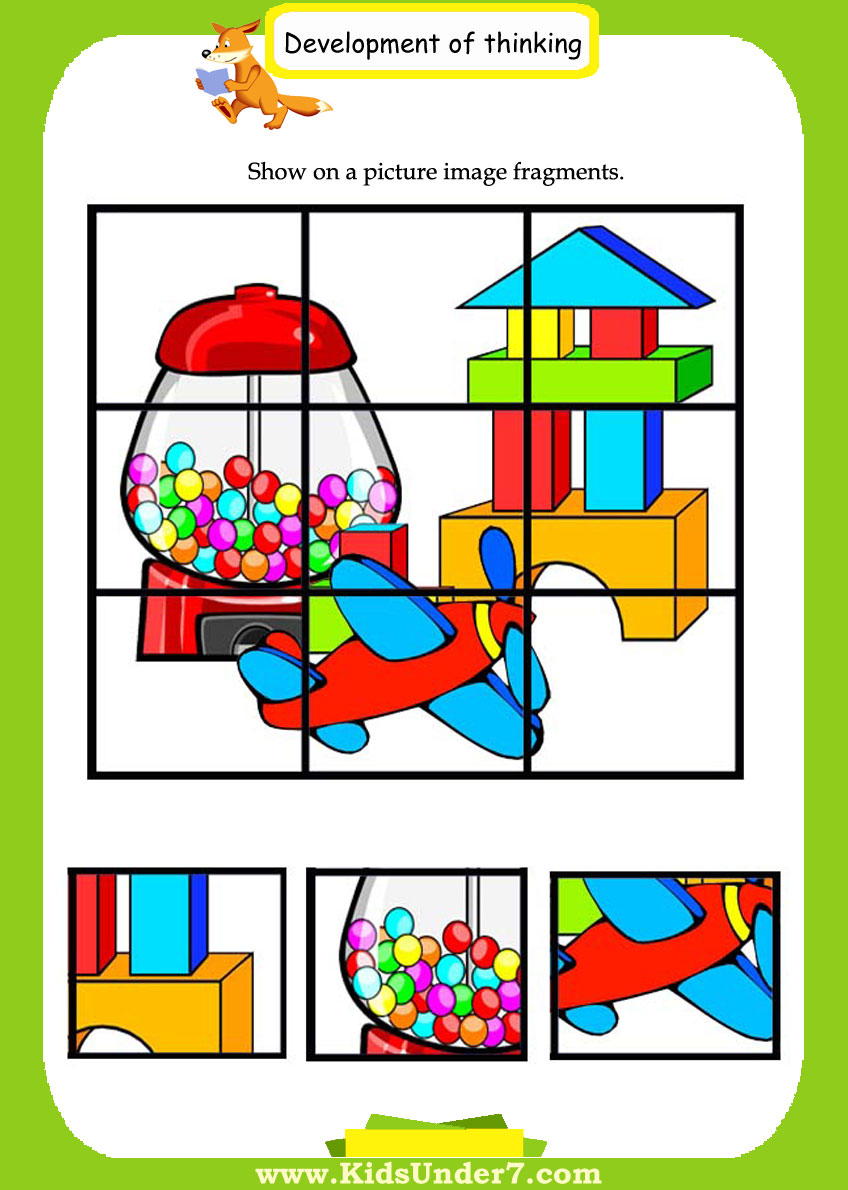 Development of thinking
Show on a picture image fragments.
www.KidsUnder7.com